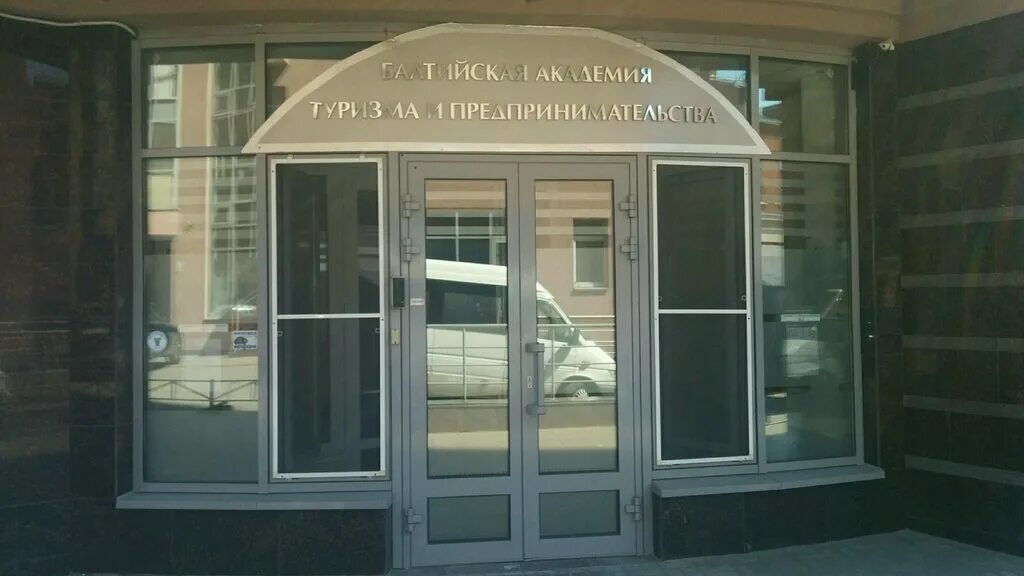 БАЛТИЙСКАЯ АКАДЕМИЯ
ТУРИЗМА И ПРЕДПРИНИМАТЕЛЬСТВА